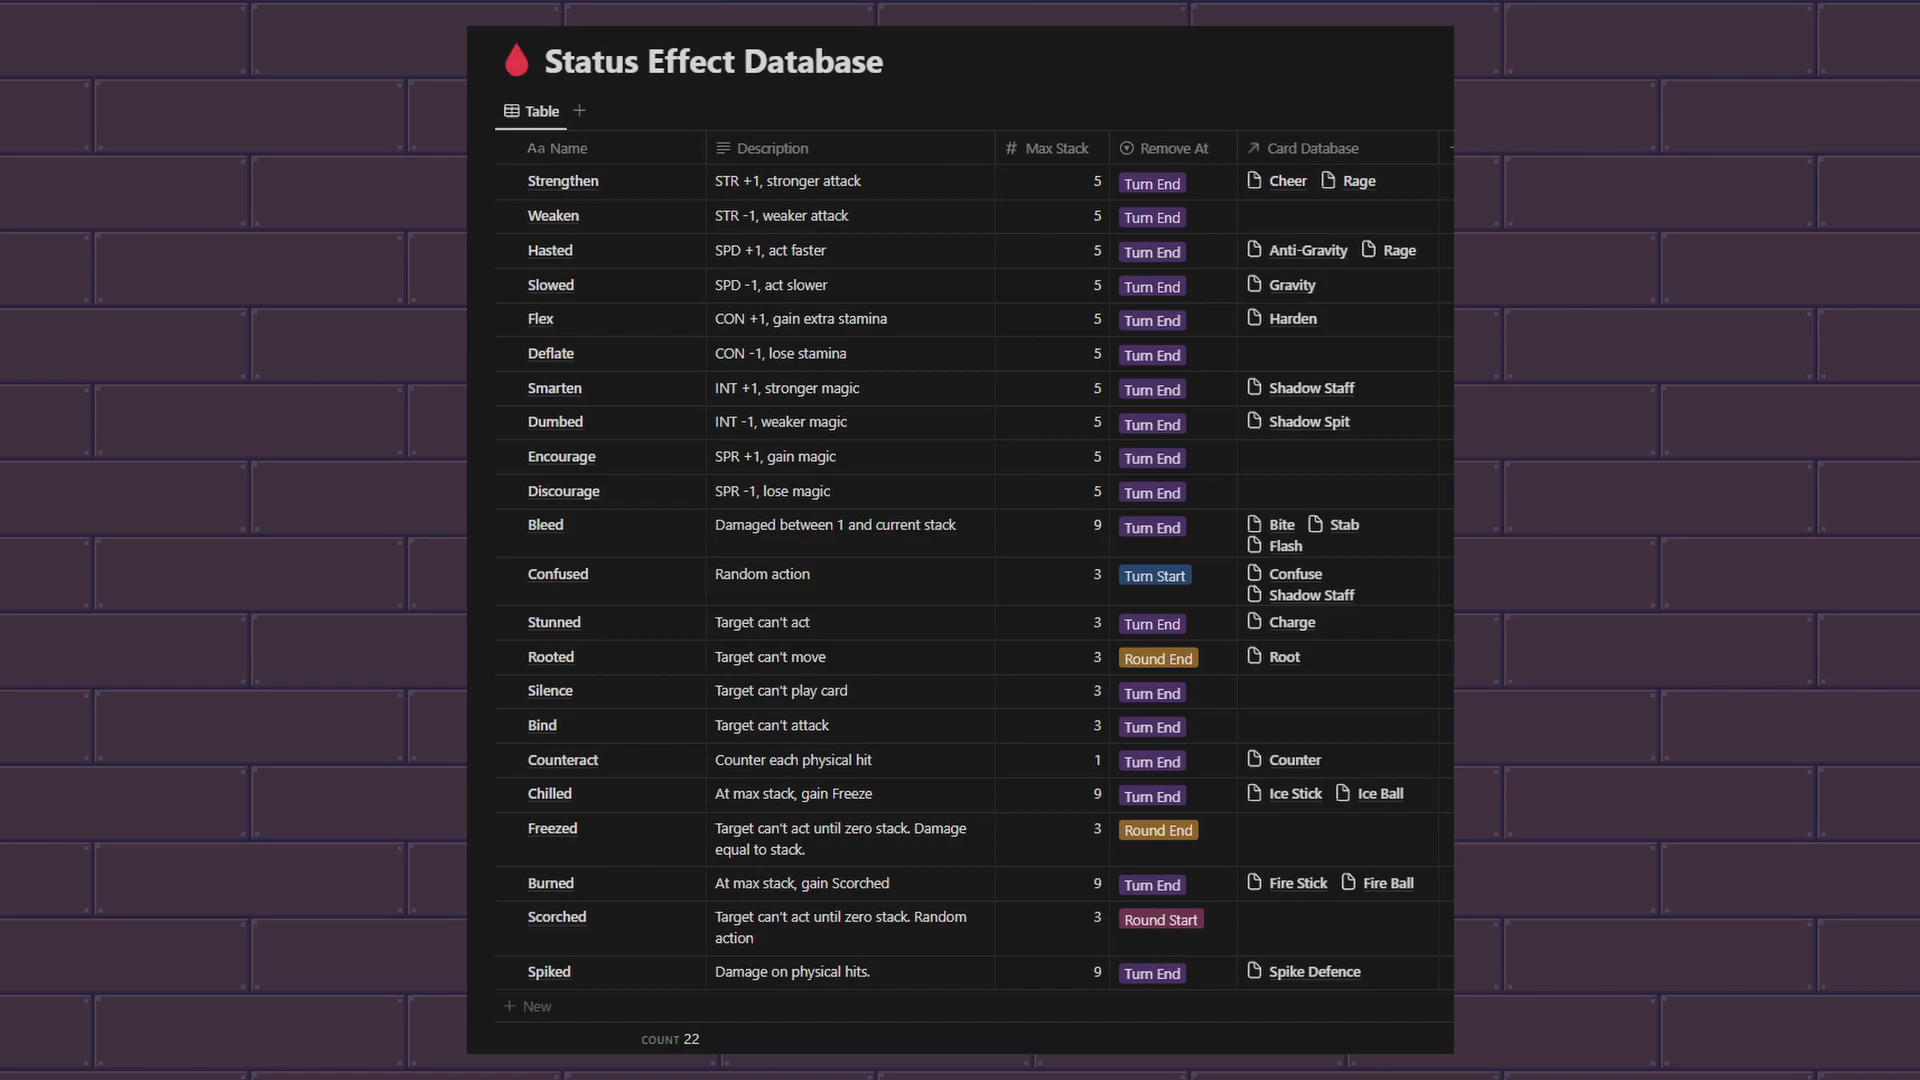 Status Effect Database
Table +
Aa Name Description # Max Stack Remove At Card Database
Strengthen STR +1, stronger attack 5 Turn End Cheer Rage
Weaken STR -1, weaker attack 5 Turn End
Hasted SPD +1, act faster 5 Turn End Anti-Gravity Rage
Slowed SPD -1, act slower 5 Turn End Gravity
Flex CON +1, gain extra stamina 5 Turn End Harden
Deflate CON -1, lose stamina 5 Turn End
Smarten INT +1, stronger magic 5 Turn End Shadow Staff
Dumbed INT -1, weaker magic 5 Turn End Shadow Spit
Encourage SPR +1, gain magic 5 Turn End
Discourage SPR -1, lose magic 5 Turn End
Bleed Damaged between 1 and current stack 9 Turn End Bite Stab
Flash
Confused Random action 3 Turn Start Confuse
Shadow Staff
Stunned Target can't act 3 Turn End Charge
Rooted Target can't move 3 Round End Root
Silence Target can't play card 3 Turn End
Bind Target can't attack 3 Turn End
Counteract Counter each physical hit 1 Turn End Counter
Chilled At max stack, gain Freeze 9 Turn End Ice Stick Ice Ball
Freezed Target can't act until zero stack. Damage 3 Round End
equal to stack.
Burned At max stack, gain Scorched 9 Turn End Fire Stick Fire Ball
Scorched Target can't act until zero stack. Random 3 Round Start
action
Spiked Damage on physical hits. 9 Turn End Spike Defence
+ New
COUNT 22